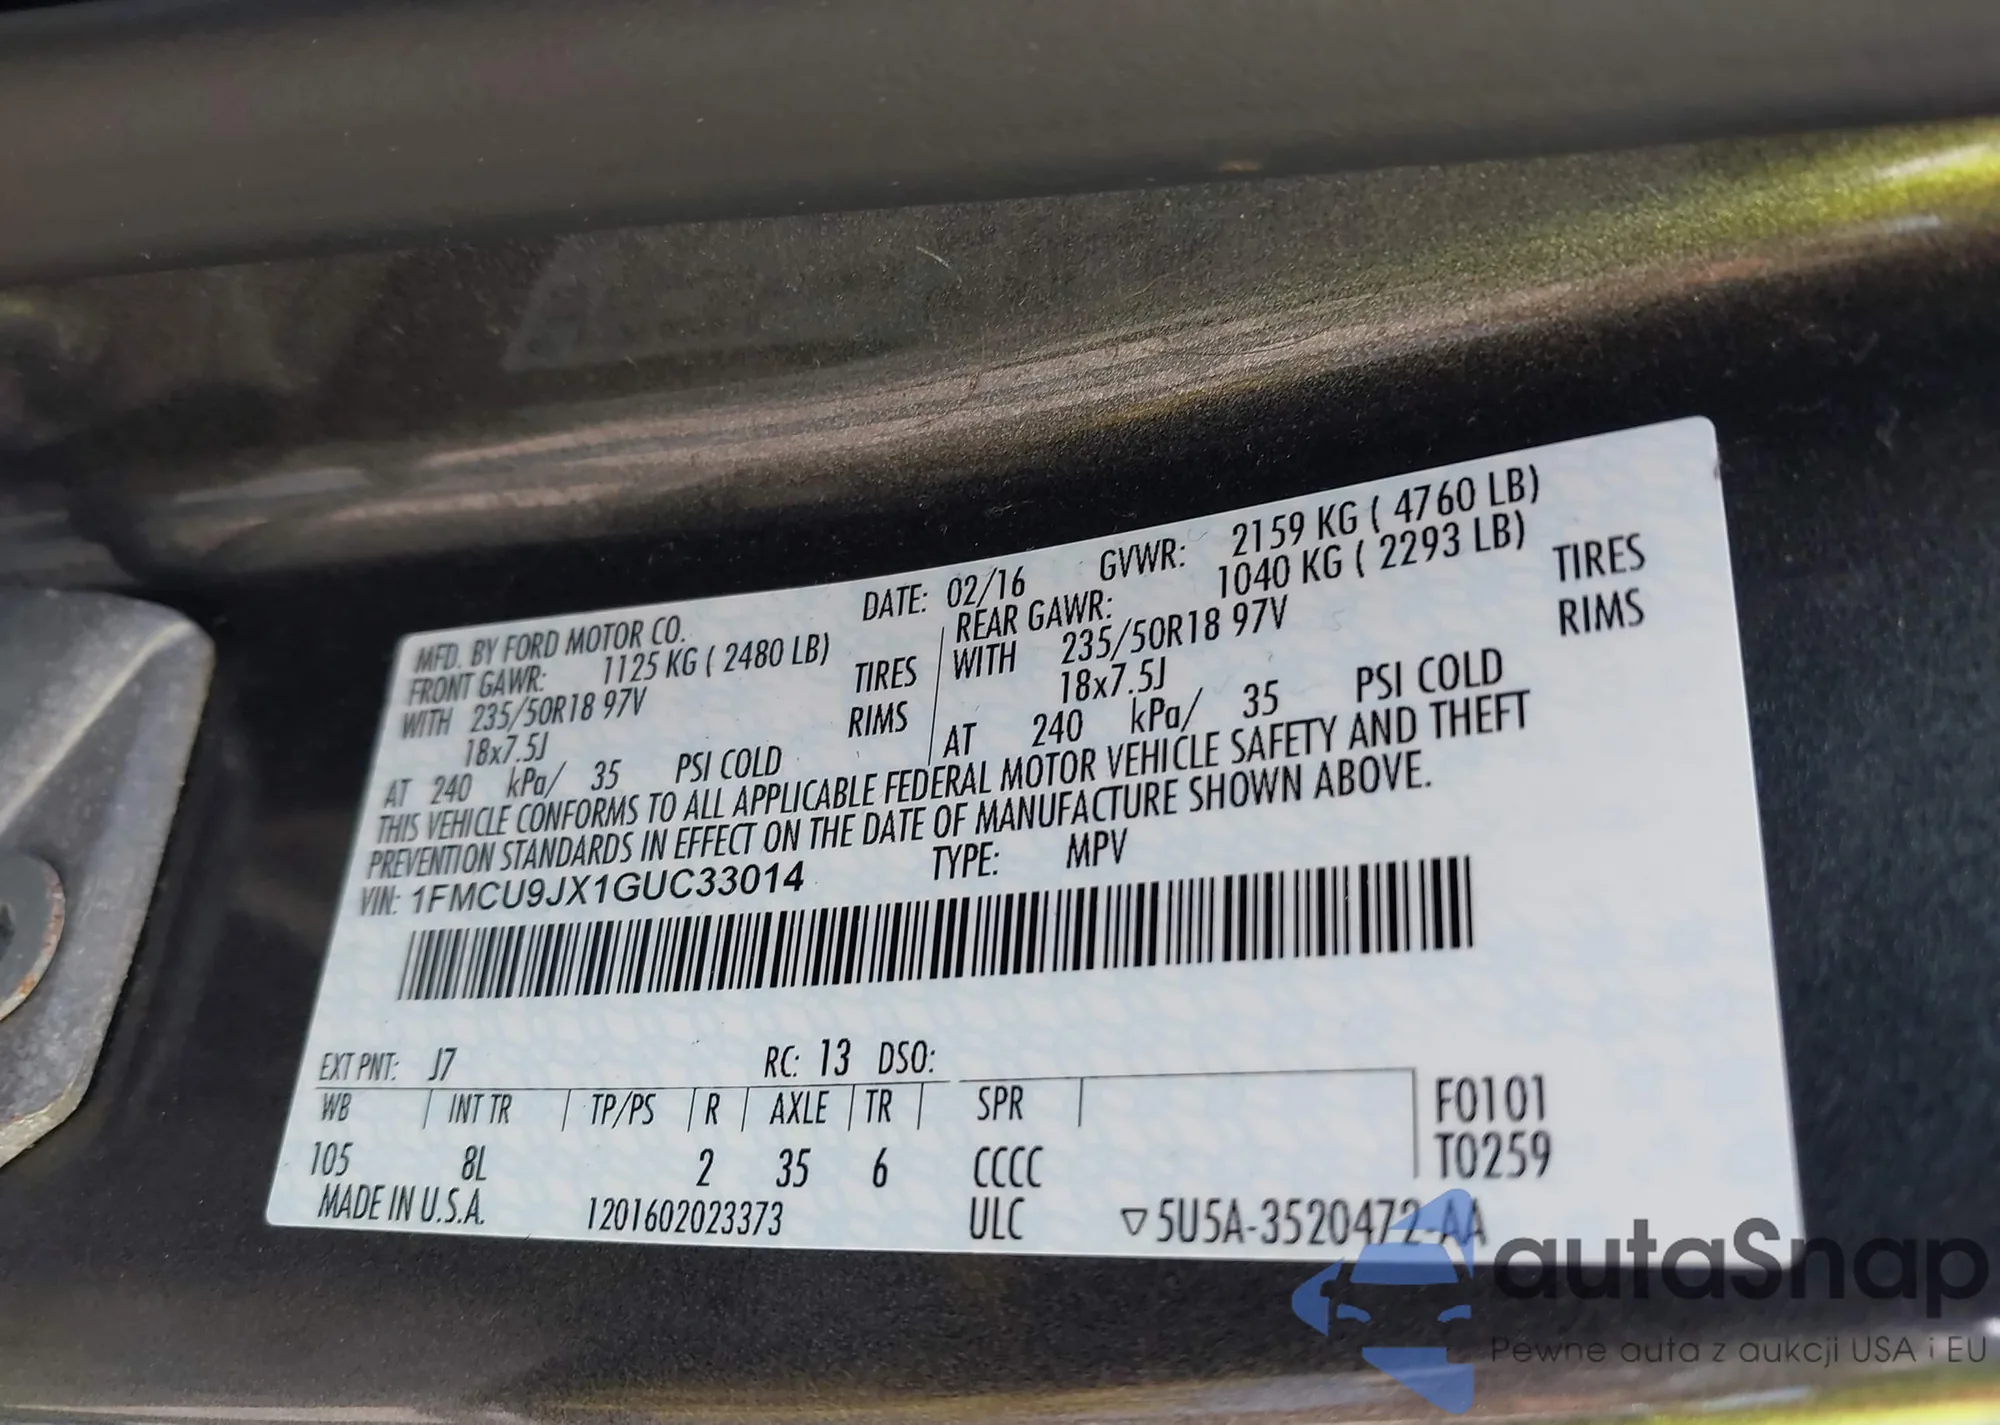 MFD. BY FORD MOTOR CO. DATE: 02/16 GVWR: 2159 KG ( 4760 LB)
FRONT GAWR: 1125 KG ( 2480 LB) REAR GAWR: 1040 KG ( 2293 LB)
WITH 235/50R18 97V TIRES WITH 235/50R18 97V TIRES
18x7.5J RIMS 18x7.5J RIMS
AT 240 kPa/ 35 PSI COLD AT 240 kPa/ 35 PSI COLD
THIS VEHICLE CONFORMS TO ALL APPLICABLE FEDERAL MOTOR VEHICLE SAFETY AND THEFT
PREVENTION STANDARDS IN EFFECT ON THE DATE OF MANUFACTURE SHOWN ABOVE.
VIN: 1FMCU9JX1GUC33014 TYPE: MPV
EXT PNT: J7 RC: 13 DSO:
WB INT TR TP/PS R AXLE TR SPR F0101
105 8L 2 35 6 CCCC T0259
MADE IN U.S.A. 1201602023373 ULC ▽5U5A-3520472-AA
autaSnap
Pewne auta z aukcji USA i EU